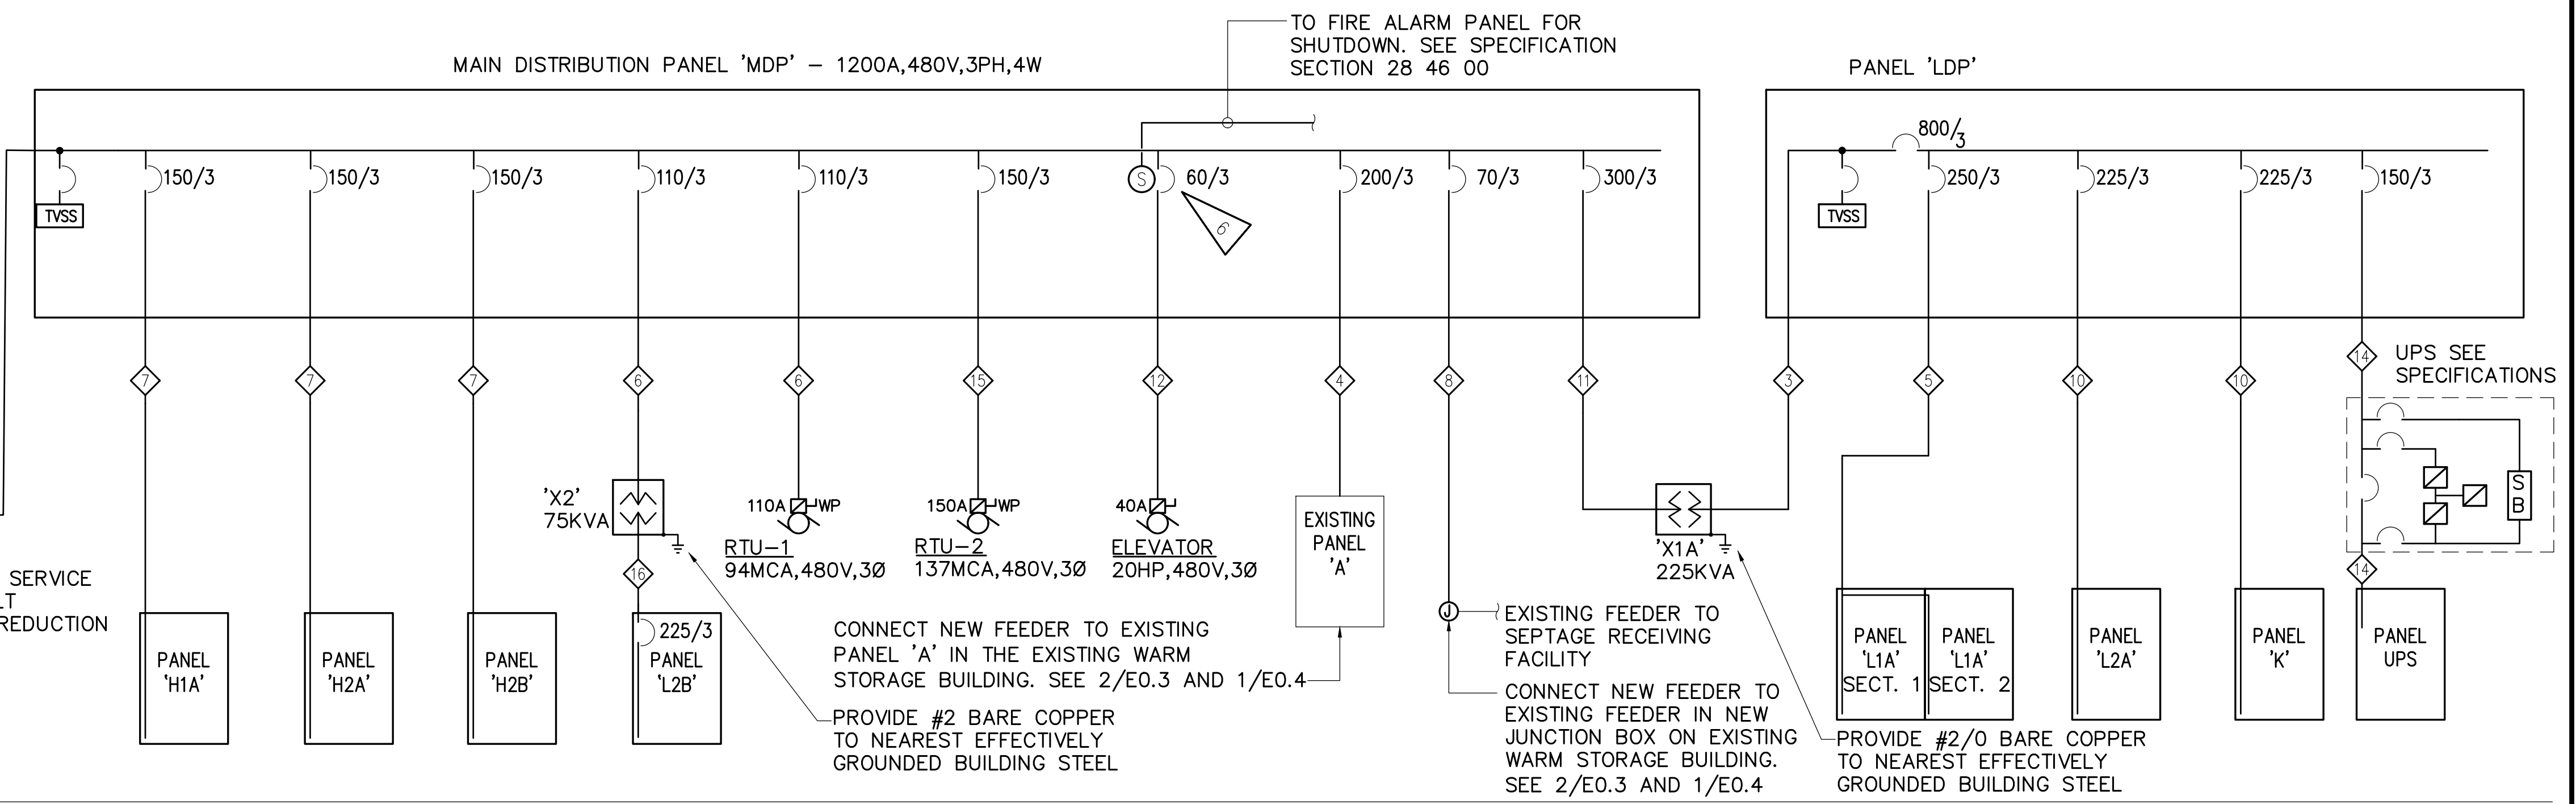 TO FIRE ALARM PANEL FOR
SHUTDOWN. SEE SPECIFICATION
SECTION 28 46 00
MAIN DISTRIBUTION PANEL 'MDP' – 1200A,480V,3PH,4W
PANEL 'LDP'
TVSS
150/3
150/3
150/3
110/3
110/3
150/3
S
60/3
6
200/3
70/3
300/3
800/3
TVSS
250/3
225/3
225/3
150/3
7
7
7
6
6
15
12
4
8
11
3
5
10
10
14
UPS SEE
SPECIFICATIONS
S
B
14
'X2'
75KVA
16
110A
WP
RTU-1
94MCA,480V,3Ø
150A
WP
RTU-2
137MCA,480V,3Ø
40A
ELEVATOR
20HP,480V,3Ø
EXISTING
PANEL
'A'
'X1A'
225KVA
SERVICE
LT
REDUCTION
PANEL
'H1A'
PANEL
'H2A'
PANEL
'H2B'
225/3
PANEL
'L2B'
CONNECT NEW FEEDER TO EXISTING
PANEL 'A' IN THE EXISTING WARM
STORAGE BUILDING. SEE 2/E0.3 AND 1/E0.4
PROVIDE #2 BARE COPPER
TO NEAREST EFFECTIVELY
GROUNDED BUILDING STEEL
J
EXISTING FEEDER TO
SEPTAGE RECEIVING
FACILITY
CONNECT NEW FEEDER TO
EXISTING FEEDER IN NEW
JUNCTION BOX ON EXISTING
WARM STORAGE BUILDING.
SEE 2/E0.3 AND 1/E0.4
PROVIDE #2/0 BARE COPPER
TO NEAREST EFFECTIVELY
GROUNDED BUILDING STEEL
PANEL
'L1A'
SECT. 1
PANEL
'L1A'
SECT. 2
PANEL
'L2A'
PANEL
'K'
PANEL
UPS